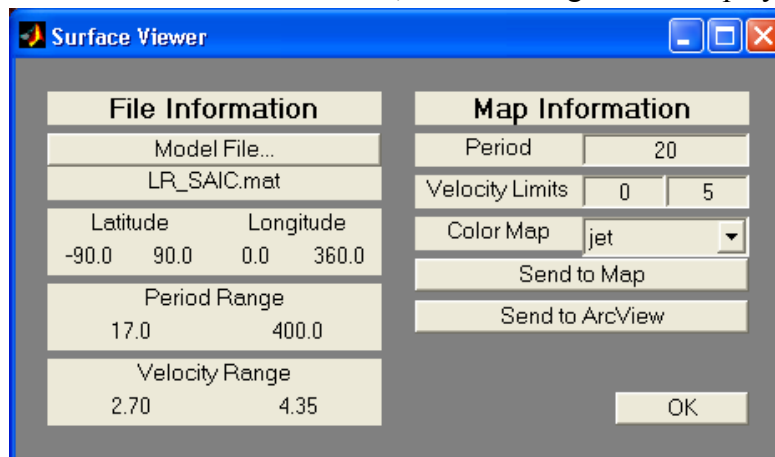 Surface Viewer
File Information
Model File...
LR_SAIC.mat
Latitude Longitude
-90.0 90.0 0.0 360.0
Period Range
17.0 400.0
Velocity Range
2.70 4.35
Map Information
Period 20
Velocity Limits 0 5
Color Map jet
Send to Map
Send to ArcView
OK